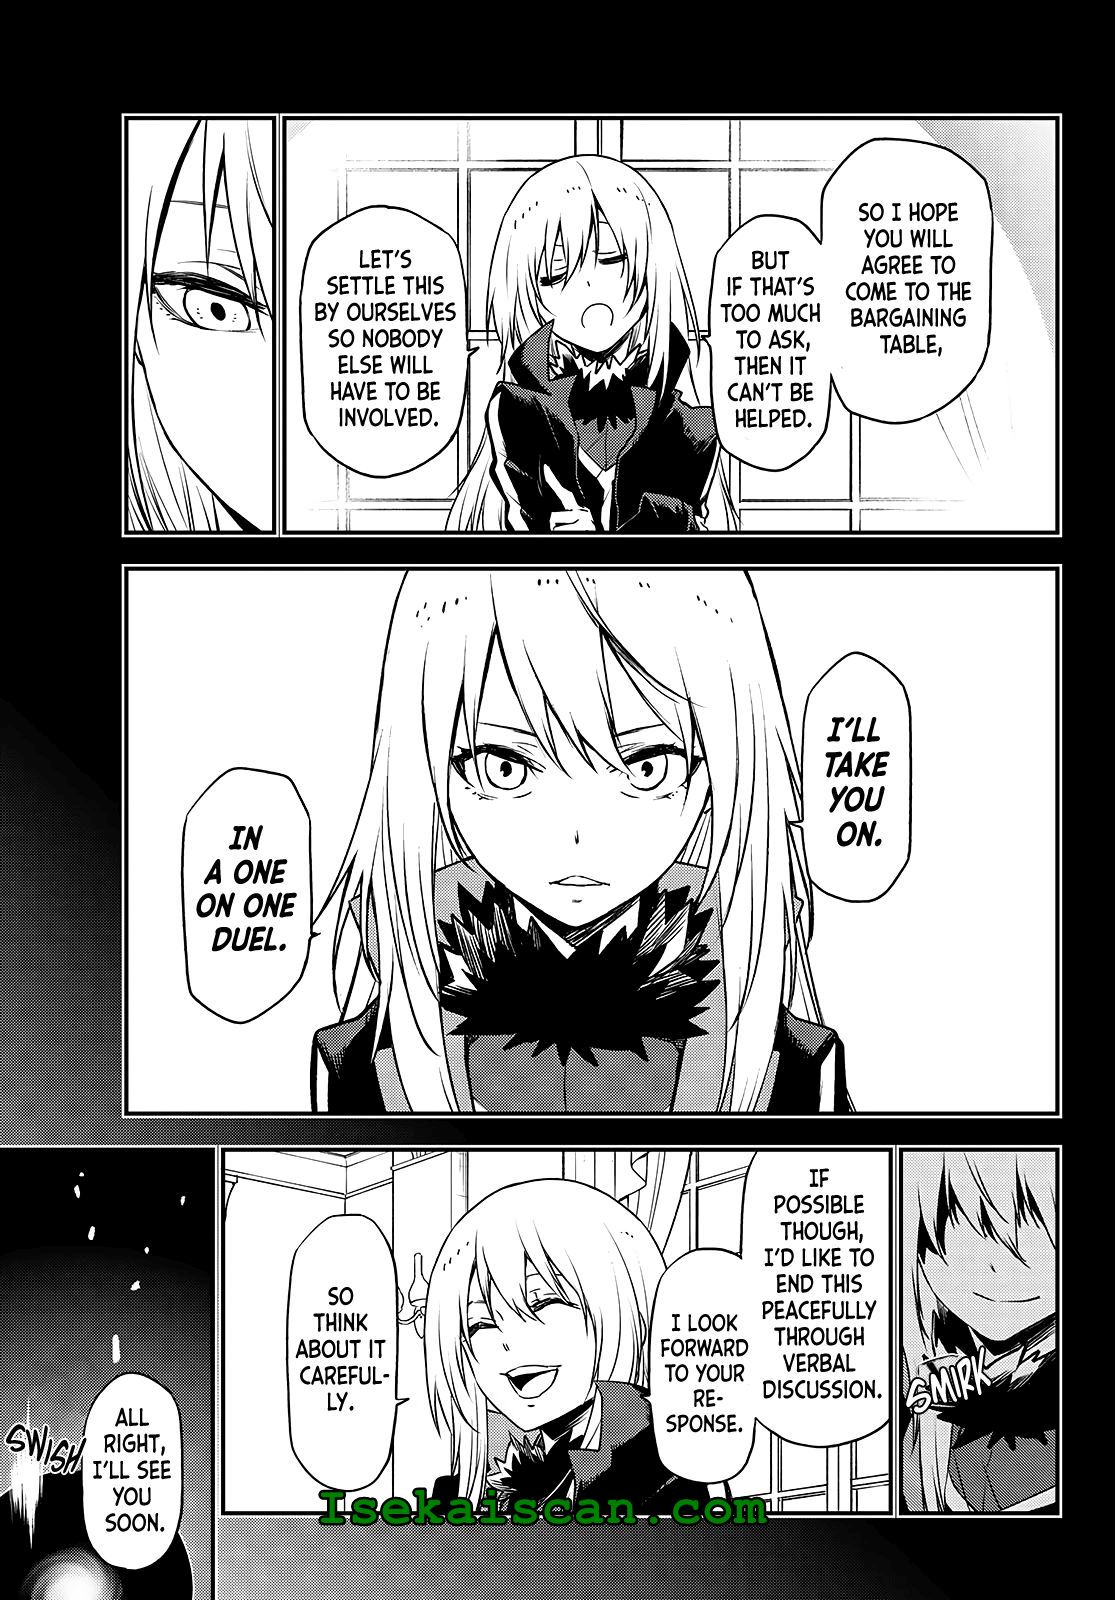 SO I HOPE
YOU WILL
AGREE TO
COME TO THE
BARGAINING
TABLE,
BUT
IF THAT'S
TOO MUCH
TO ASK,
THEN IT
CAN'T BE
HELPED.
LET'S
SETTLE THIS
BY OURSELVES
SO NOBODY
ELSE WILL
HAVE TO BE
INVOLVED.
I'LL
TAKE
YOU
ON.
IN
A ONE
ON ONE
DUEL.
SMIRK
IF
POSSIBLE
THOUGH,
I'D LIKE TO
END THIS
PEACEFULLY
THROUGH
VERBAL
DISCUSSION.
I LOOK
FORWARD
TO YOUR
RE-
SPONSE.
SO
THINK
ABOUT IT
CAREFUL-
LY.
SWISH
ALL
RIGHT,
I'LL SEE
YOU
SOON.
Isekaiscan.com